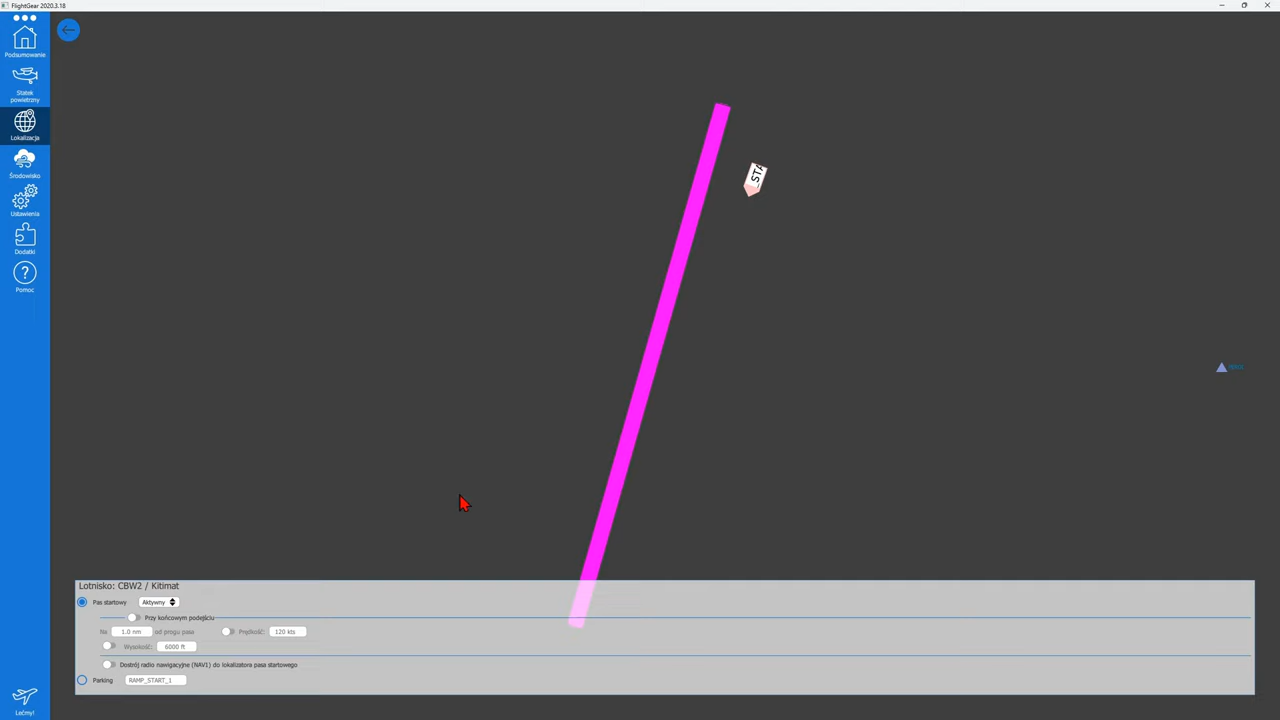 FlightGear 2020.3.18
Podsumowanie
Statek
powietrzny
Lokalizacja
Środowisko
Ustawienia
Dodatki
?
Pomoc
Lećmy!
Lotnisko: CBW2 / Kitimat
Pas startowy Aktywny
Przy końcowym podejściu
Na 1.0 nm od progu pasa Prędkość: 120 kts
Wysokość: 6000 ft
Dostrój radio nawigacyjne (NAV1) do lokalizatora pasa startowego
Parking RAMP_START_1